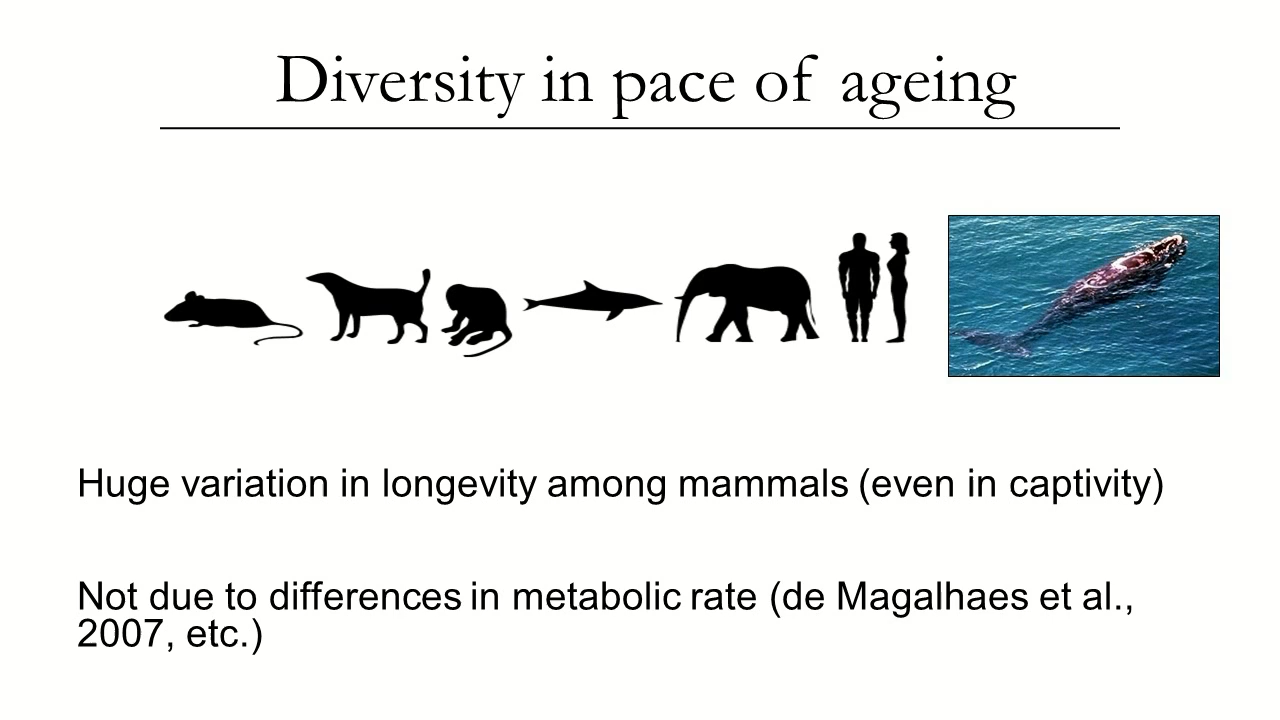 Diversity in pace of ageing
Huge variation in longevity among mammals (even in captivity)
Not due to differences in metabolic rate (de Magalhaes et al.,
2007, etc.)